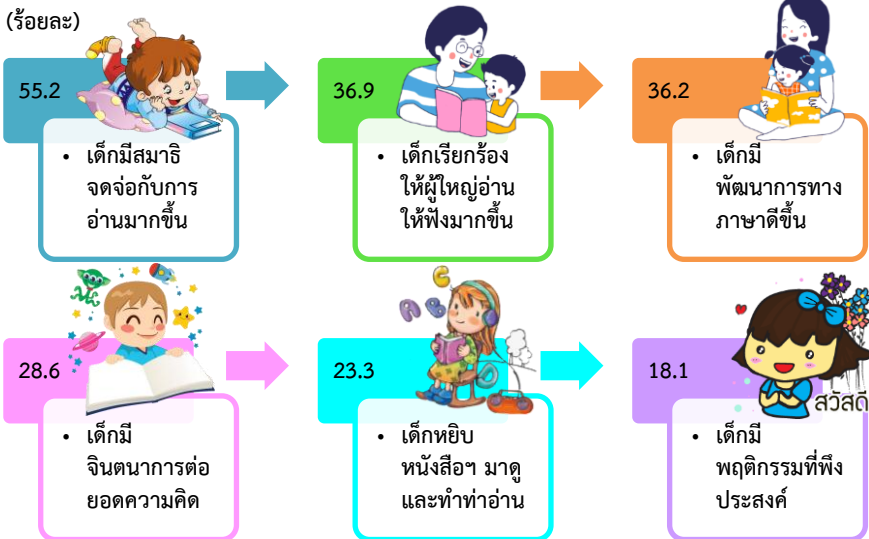 (ร้อยละ)
55.2
• เด็กมีสมาธิ
จดจ่อกับการ
อ่านมากขึ้น
36.9
• เด็กเรียกร้อง
ให้ผู้ใหญ่อ่าน
ให้ฟังมากขึ้น
36.2
• เด็กมี
พัฒนาการทาง
ภาษาดีขึ้น
28.6
• เด็กมี
จินตนาการต่อ
ยอดความคิด
23.3
A B C
• เด็กหยิบ
หนังสือฯ มาดู
และทำท่าอ่าน
18.1
สวัสดี
• เด็กมี
พฤติกรรมที่พึง
ประสงค์